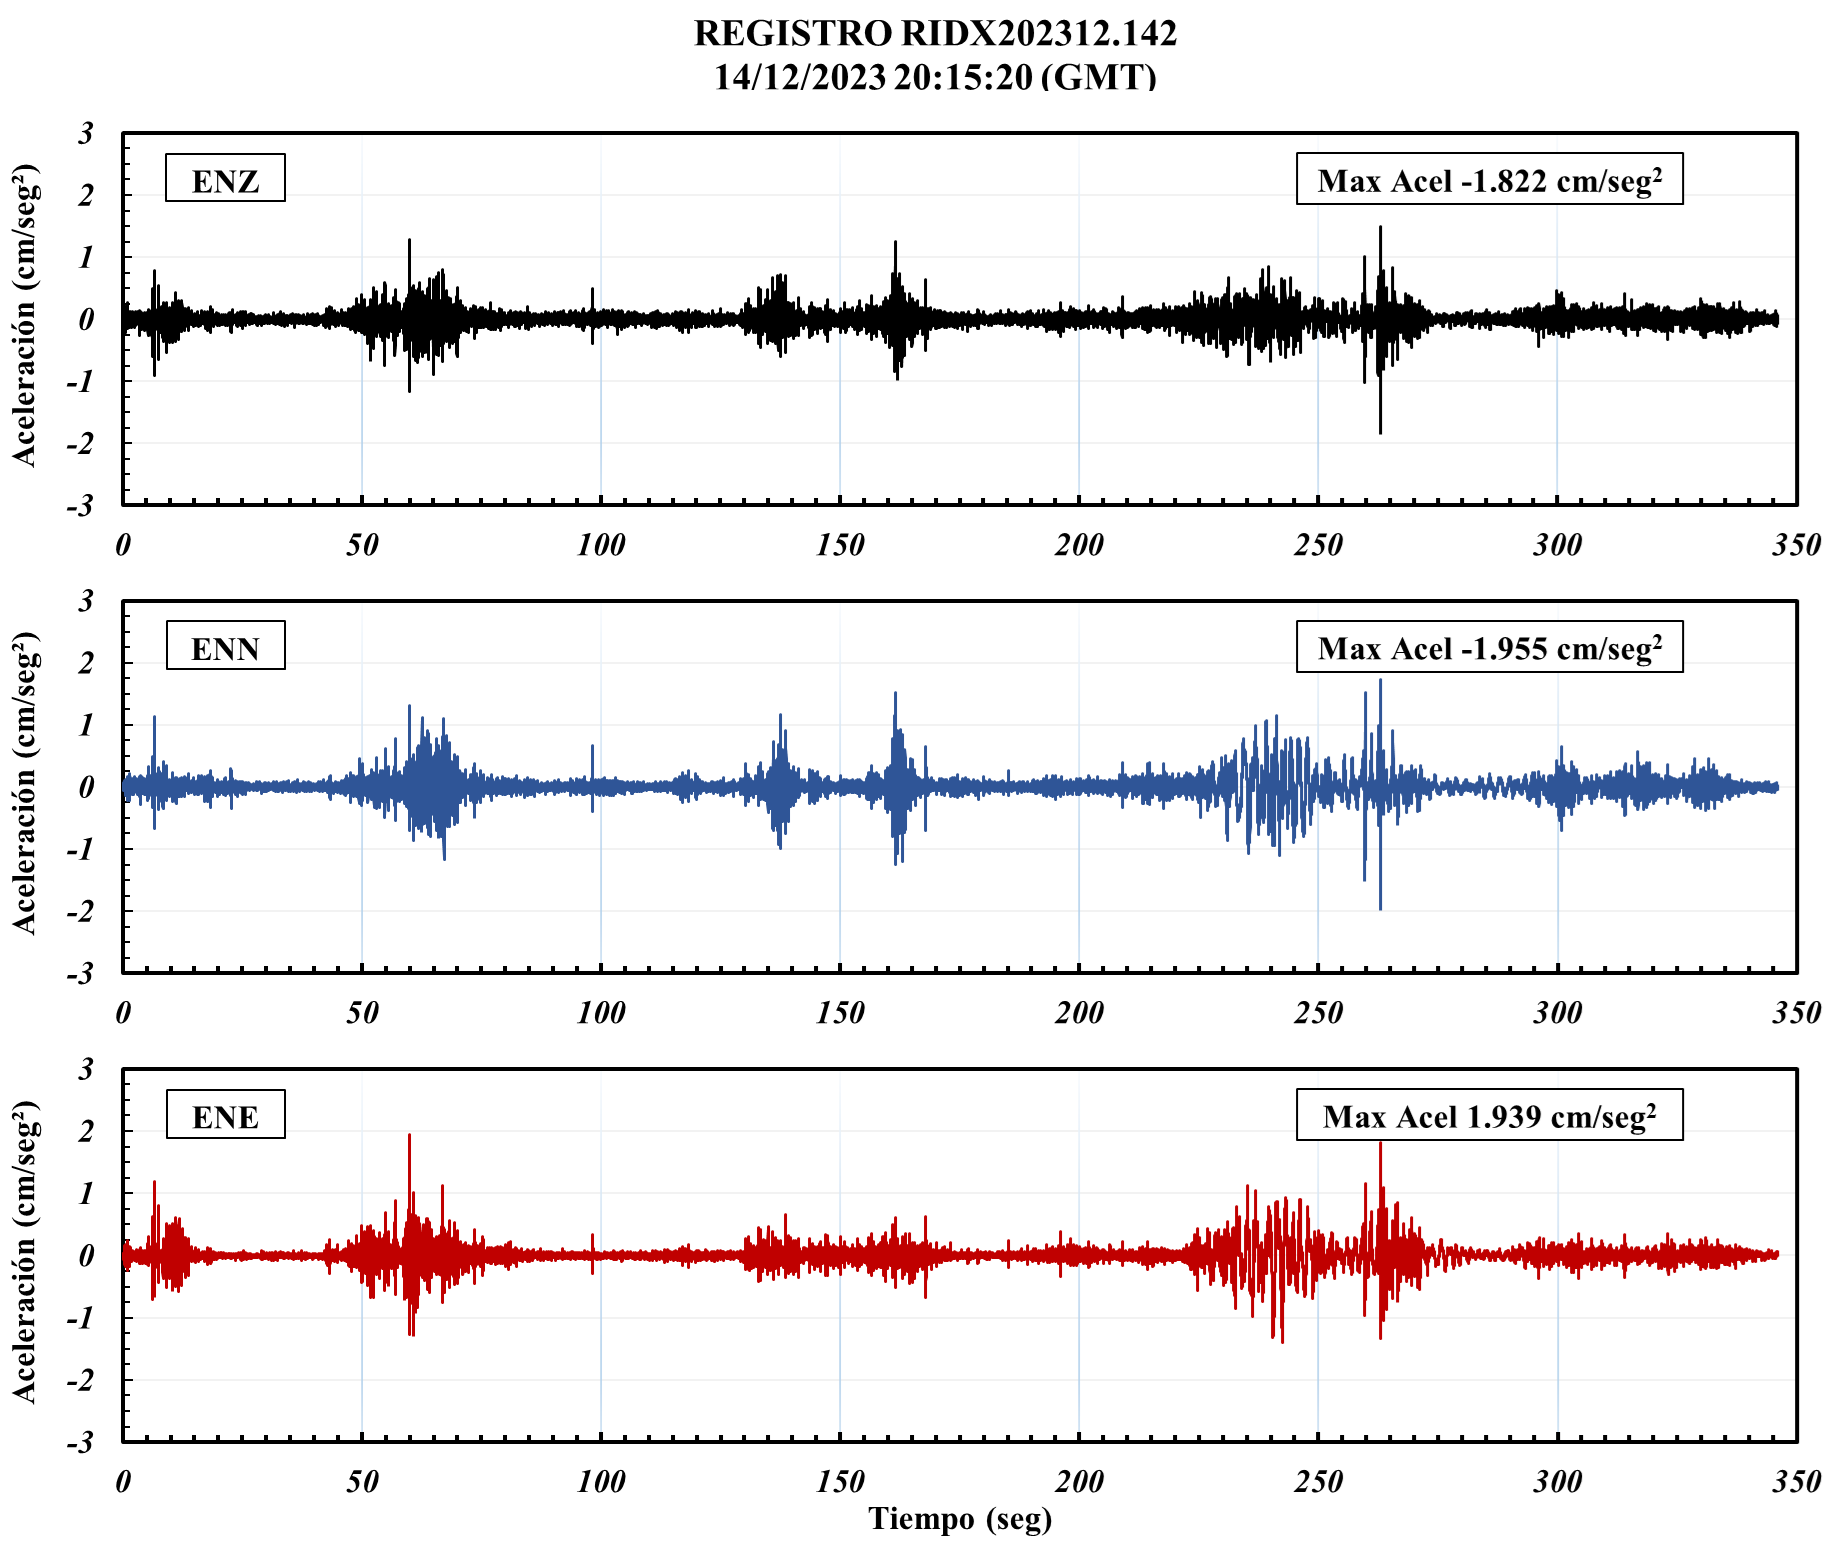 REGISTRO RIDX202312.142
14/12/2023 20:15:20 (GMT)
ENZ
Max Acel -1.822 cm/seg²
Aceleración (cm/seg²)
3
2
1
0
-1
-2
-3
0 50 100 150 200 250 300 350
ENN
Max Acel -1.955 cm/seg²
Aceleración (cm/seg²)
3
2
1
0
-1
-2
-3
0 50 100 150 200 250 300 350
ENE
Max Acel 1.939 cm/seg²
Aceleración (cm/seg²)
3
2
1
0
-1
-2
-3
0 50 100 150 200 250 300 350
Tiempo (seg)